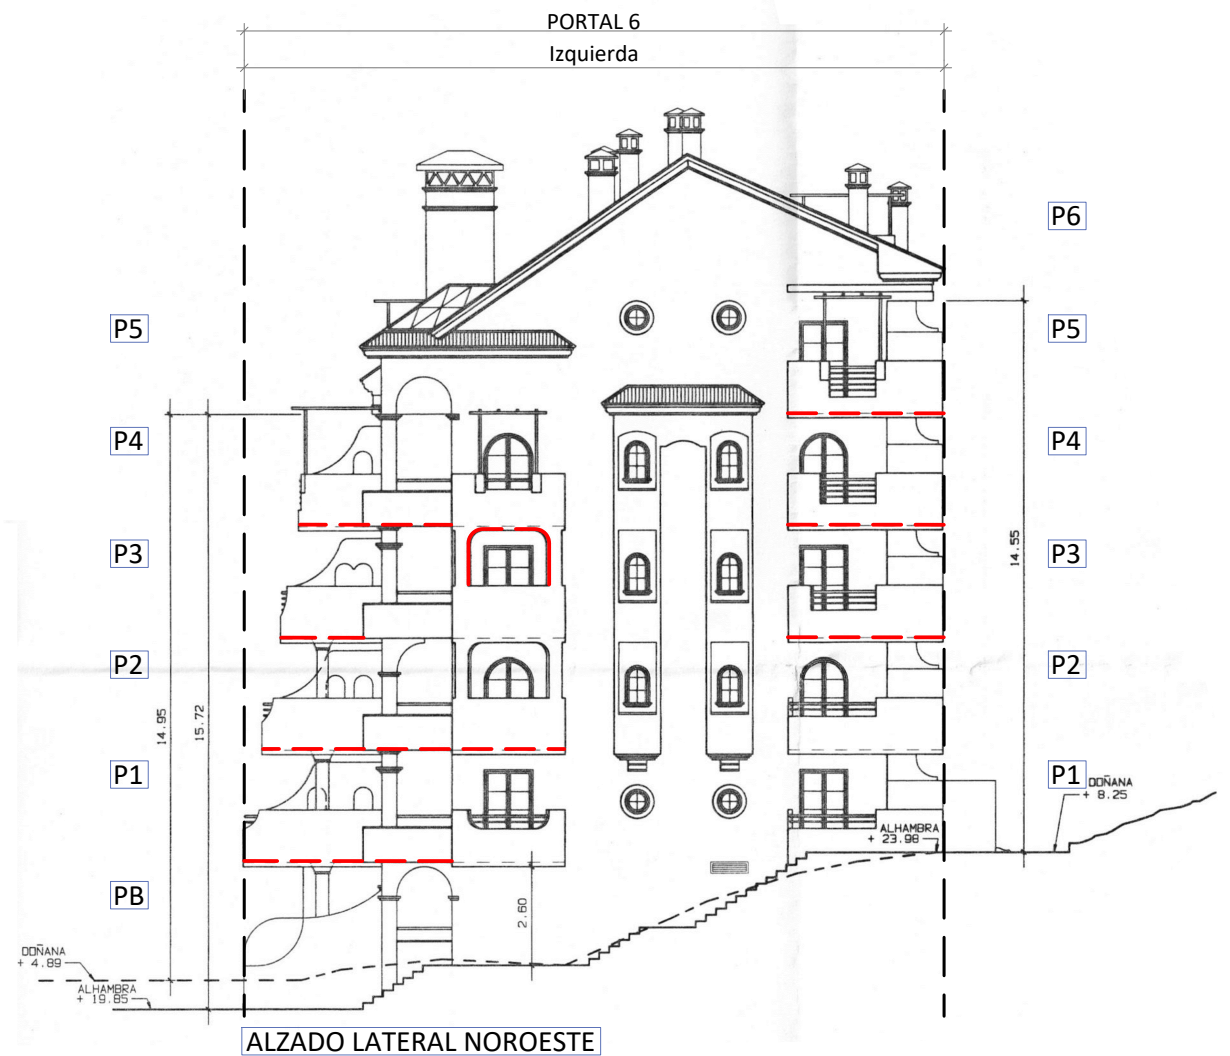 PORTAL 6
Izquierda
P6
P5
P5
P4
P4
P3
P3
14.55
P2
P2
14.95
15.72
P1
P1
DOÑANA
+ 8.25
ALHAMBRA
+ 23.98
PB
2.60
DOÑANA
+ 4.89
ALHAMBRA
+ 19.85
ALZADO LATERAL NOROESTE